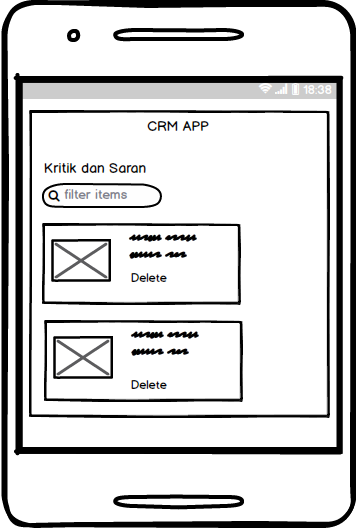 18:38
CRM APP
Kritik dan Saran
filter items
Delete
Delete